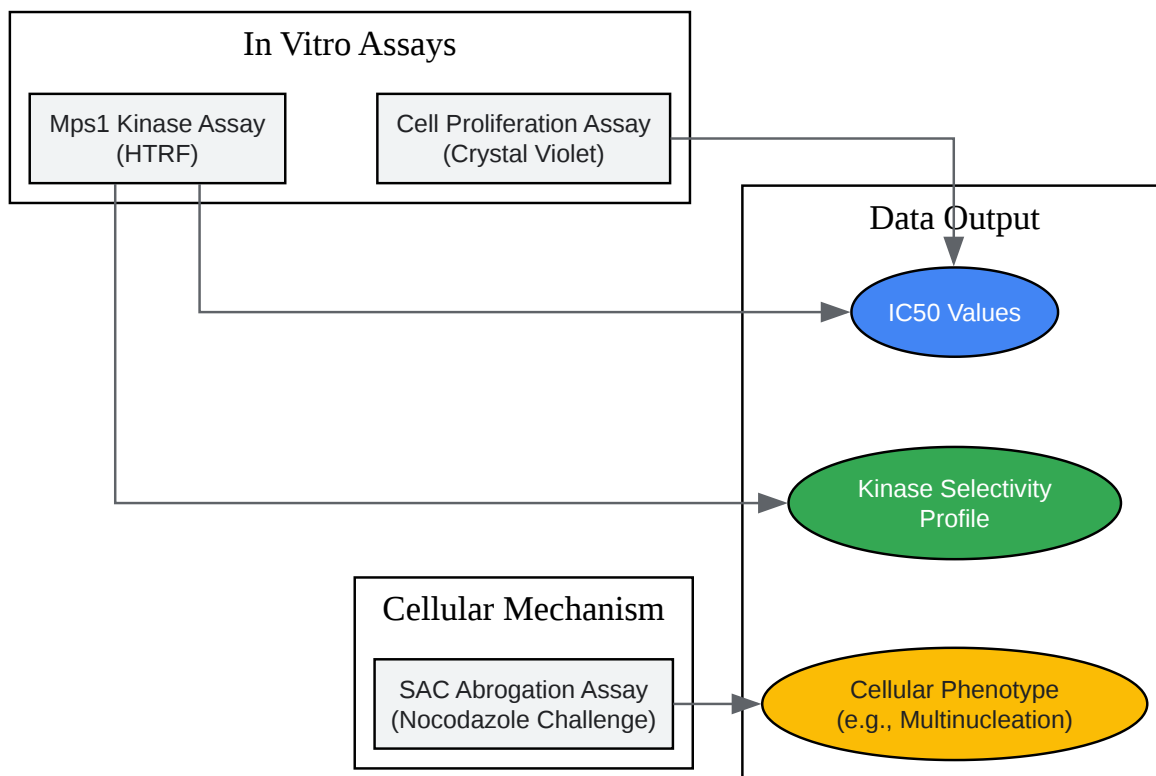 In Vitro Assays
Mps1 Kinase Assay
(HTRF)
Cell Proliferation Assay
(Crystal Violet)
Data Output
IC50 Values
Kinase Selectivity
Profile
Cellular Mechanism
SAC Abrogation Assay
(Nocodazole Challenge)
Cellular Phenotype
(e.g., Multinucleation)